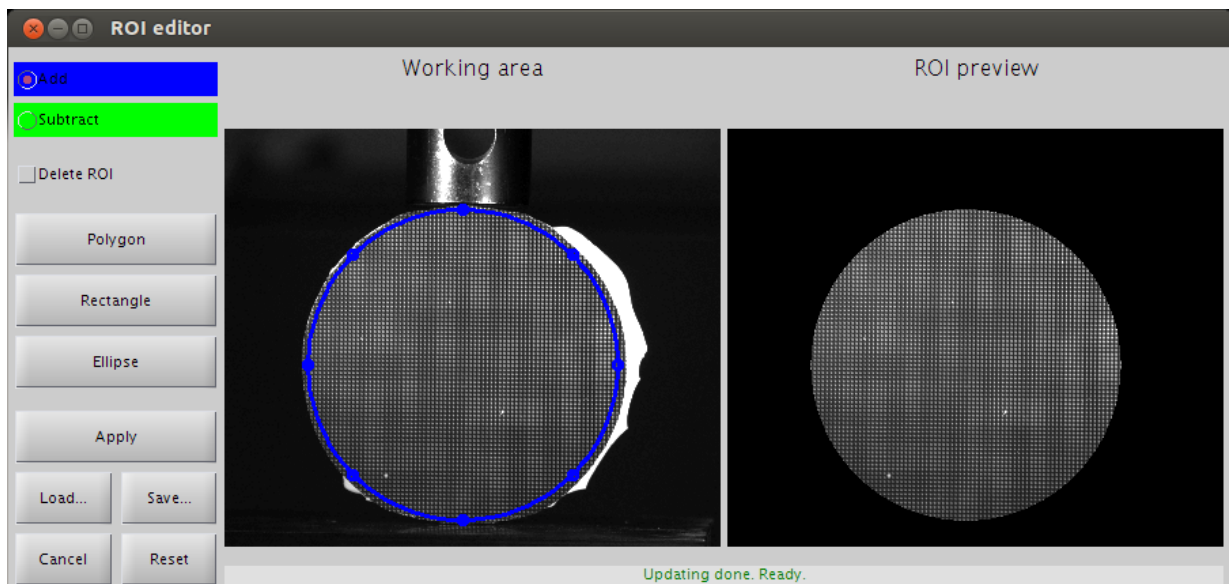 ROI editor
Add
Subtract
Delete ROI
Polygon
Rectangle
Ellipse
Apply
Load... Save...
Cancel Reset
Working area
ROI preview
Updating done. Ready.